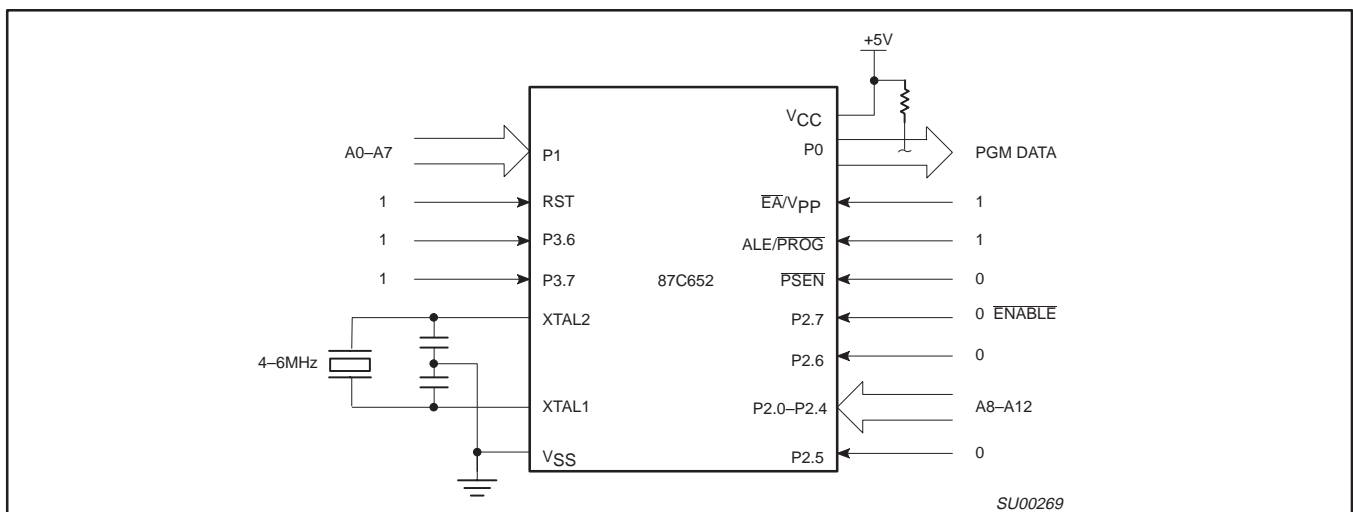 +5V
VCC
A0–A7
P1
P0
PGM DATA
1
RST
EA/VPP
1
1
P3.6
ALE/PROG
1
1
P3.7
87C652
PSEN
0
XTAL2
P2.7
0 ENABLE
4–6MHz
P2.6
0
XTAL1
P2.0–P2.4
A8–A12
VSS
P2.5
0
SU00269